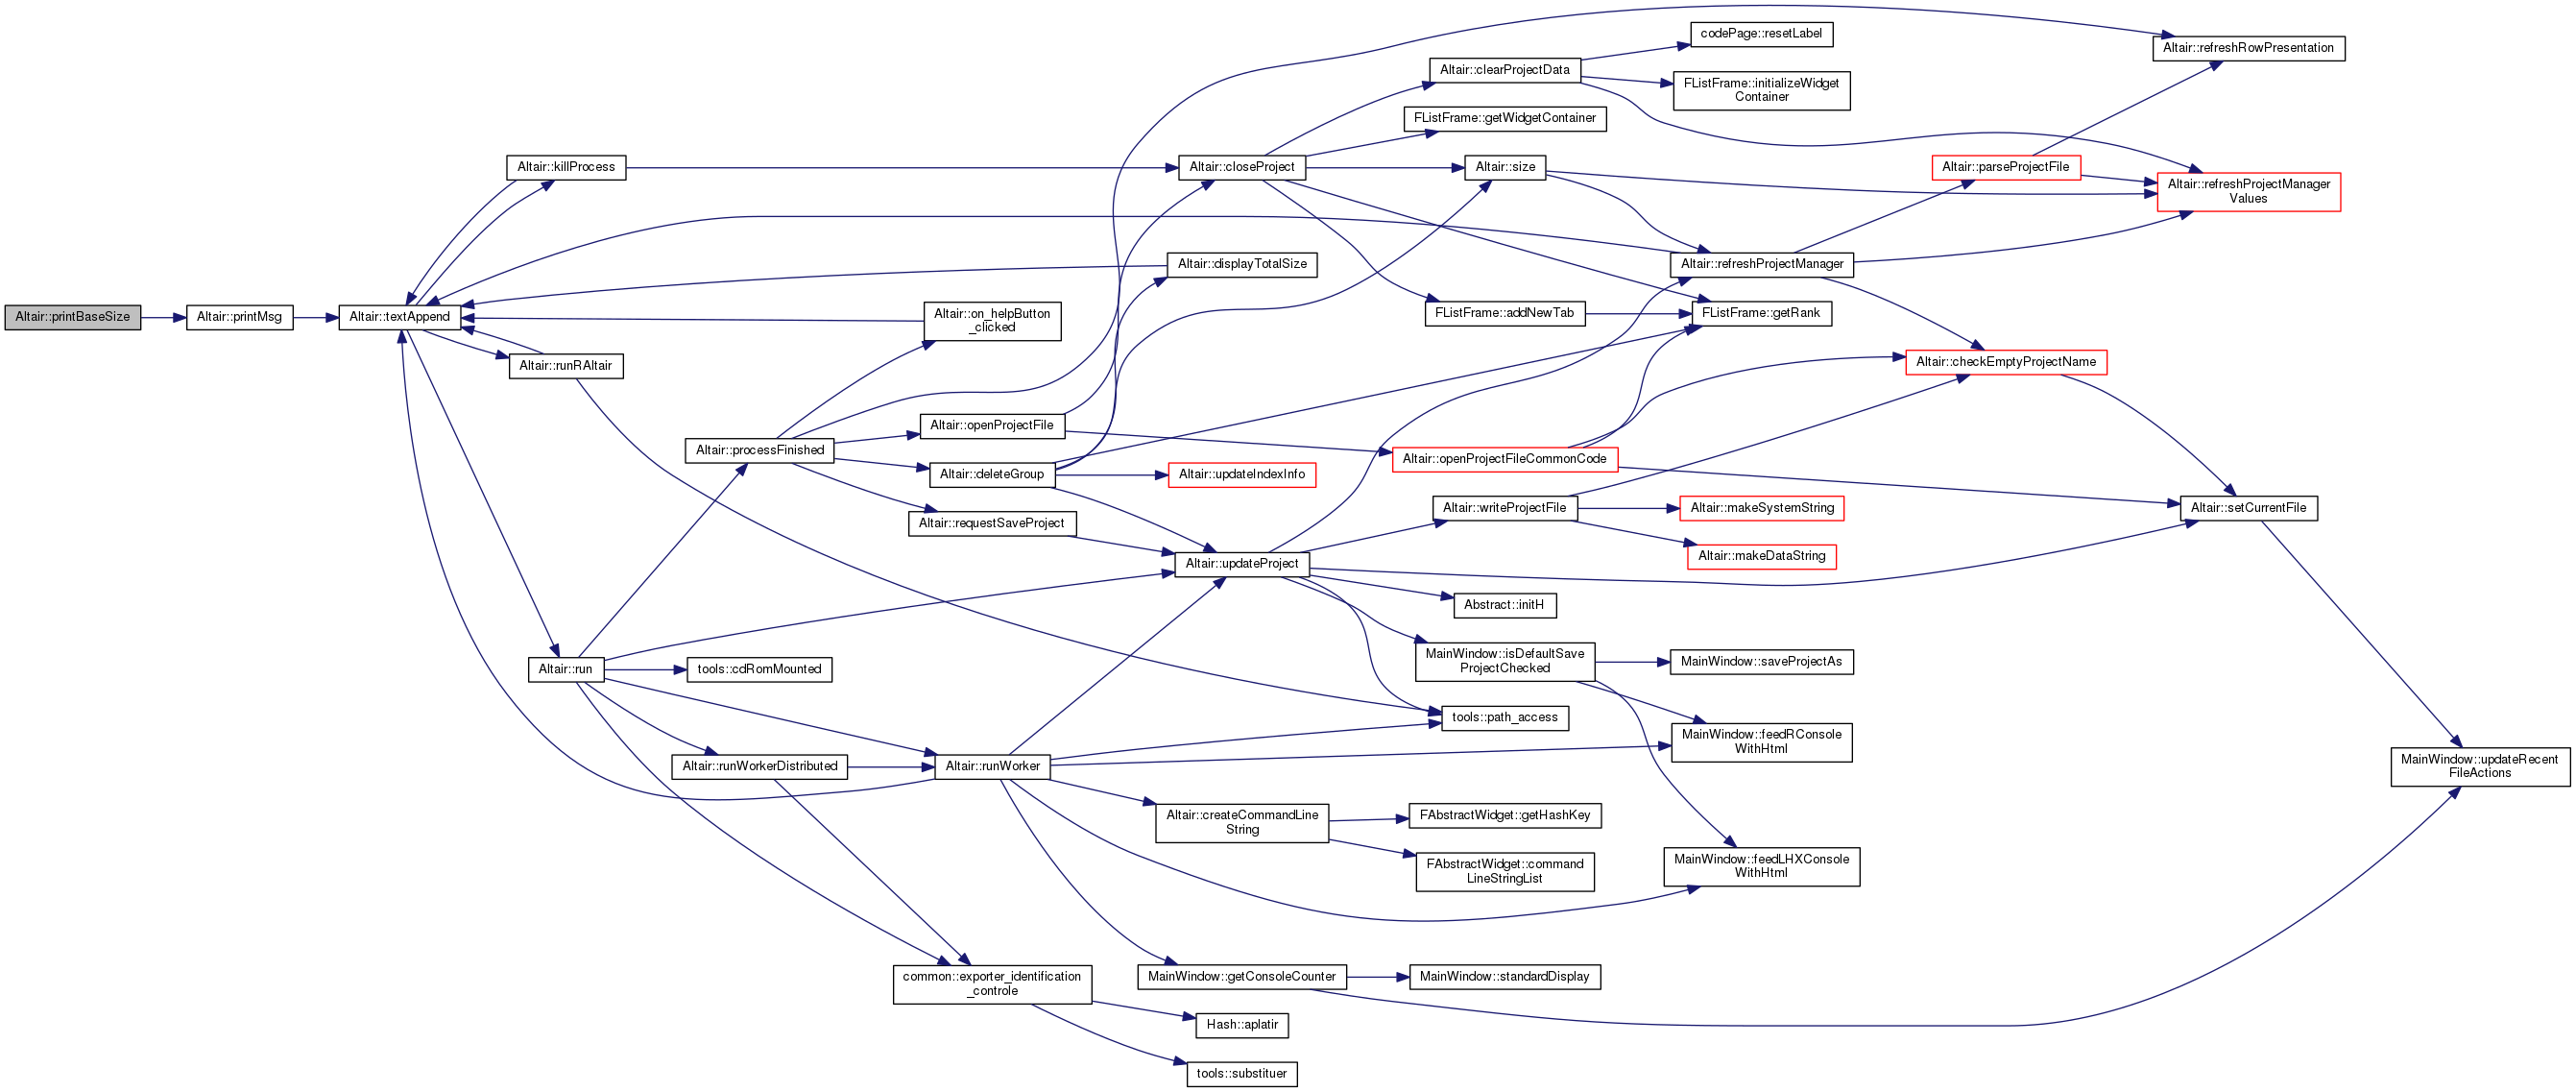 Altair::printBaseSize
Altair::printMsg
Altair::textAppend
Altair::killProcess
Altair::runRAltair
Altair::run
Altair::processFinished
tools::cdRomMounted
Altair::runWorkerDistributed
Altair::on_helpButton
_clicked
Altair::openProjectFile
Altair::deleteGroup
Altair::requestSaveProject
Altair::runWorker
common::exporter_identification
_controle
Altair::closeProject
Altair::displayTotalSize
Altair::updateIndexInfo
Altair::updateProject
Altair::createCommandLine
String
MainWindow::getConsoleCounter
Hash::aplatir
tools::substituer
Altair::clearProjectData
FListFrame::getWidgetContainer
Altair::size
FListFrame::addNewTab
Altair::openProjectFileCommonCode
Altair::writeProjectFile
Abstract::initH
MainWindow::isDefaultSave
ProjectChecked
tools::path_access
FAbstractWidget::getHashKey
FAbstractWidget::command
LineStringList
MainWindow::standardDisplay
codePage::resetLabel
FListFrame::initializeWidget
Container
Altair::refreshProjectManager
FListFrame::getRank
Altair::makeSystemString
Altair::makeDataString
MainWindow::saveProjectAs
MainWindow::feedRConsole
WithHtml
MainWindow::feedLHXConsole
WithHtml
Altair::parseProjectFile
Altair::checkEmptyProjectName
Altair::refreshRowPresentation
Altair::refreshProjectManager
Values
Altair::setCurrentFile
MainWindow::updateRecent
FileActions